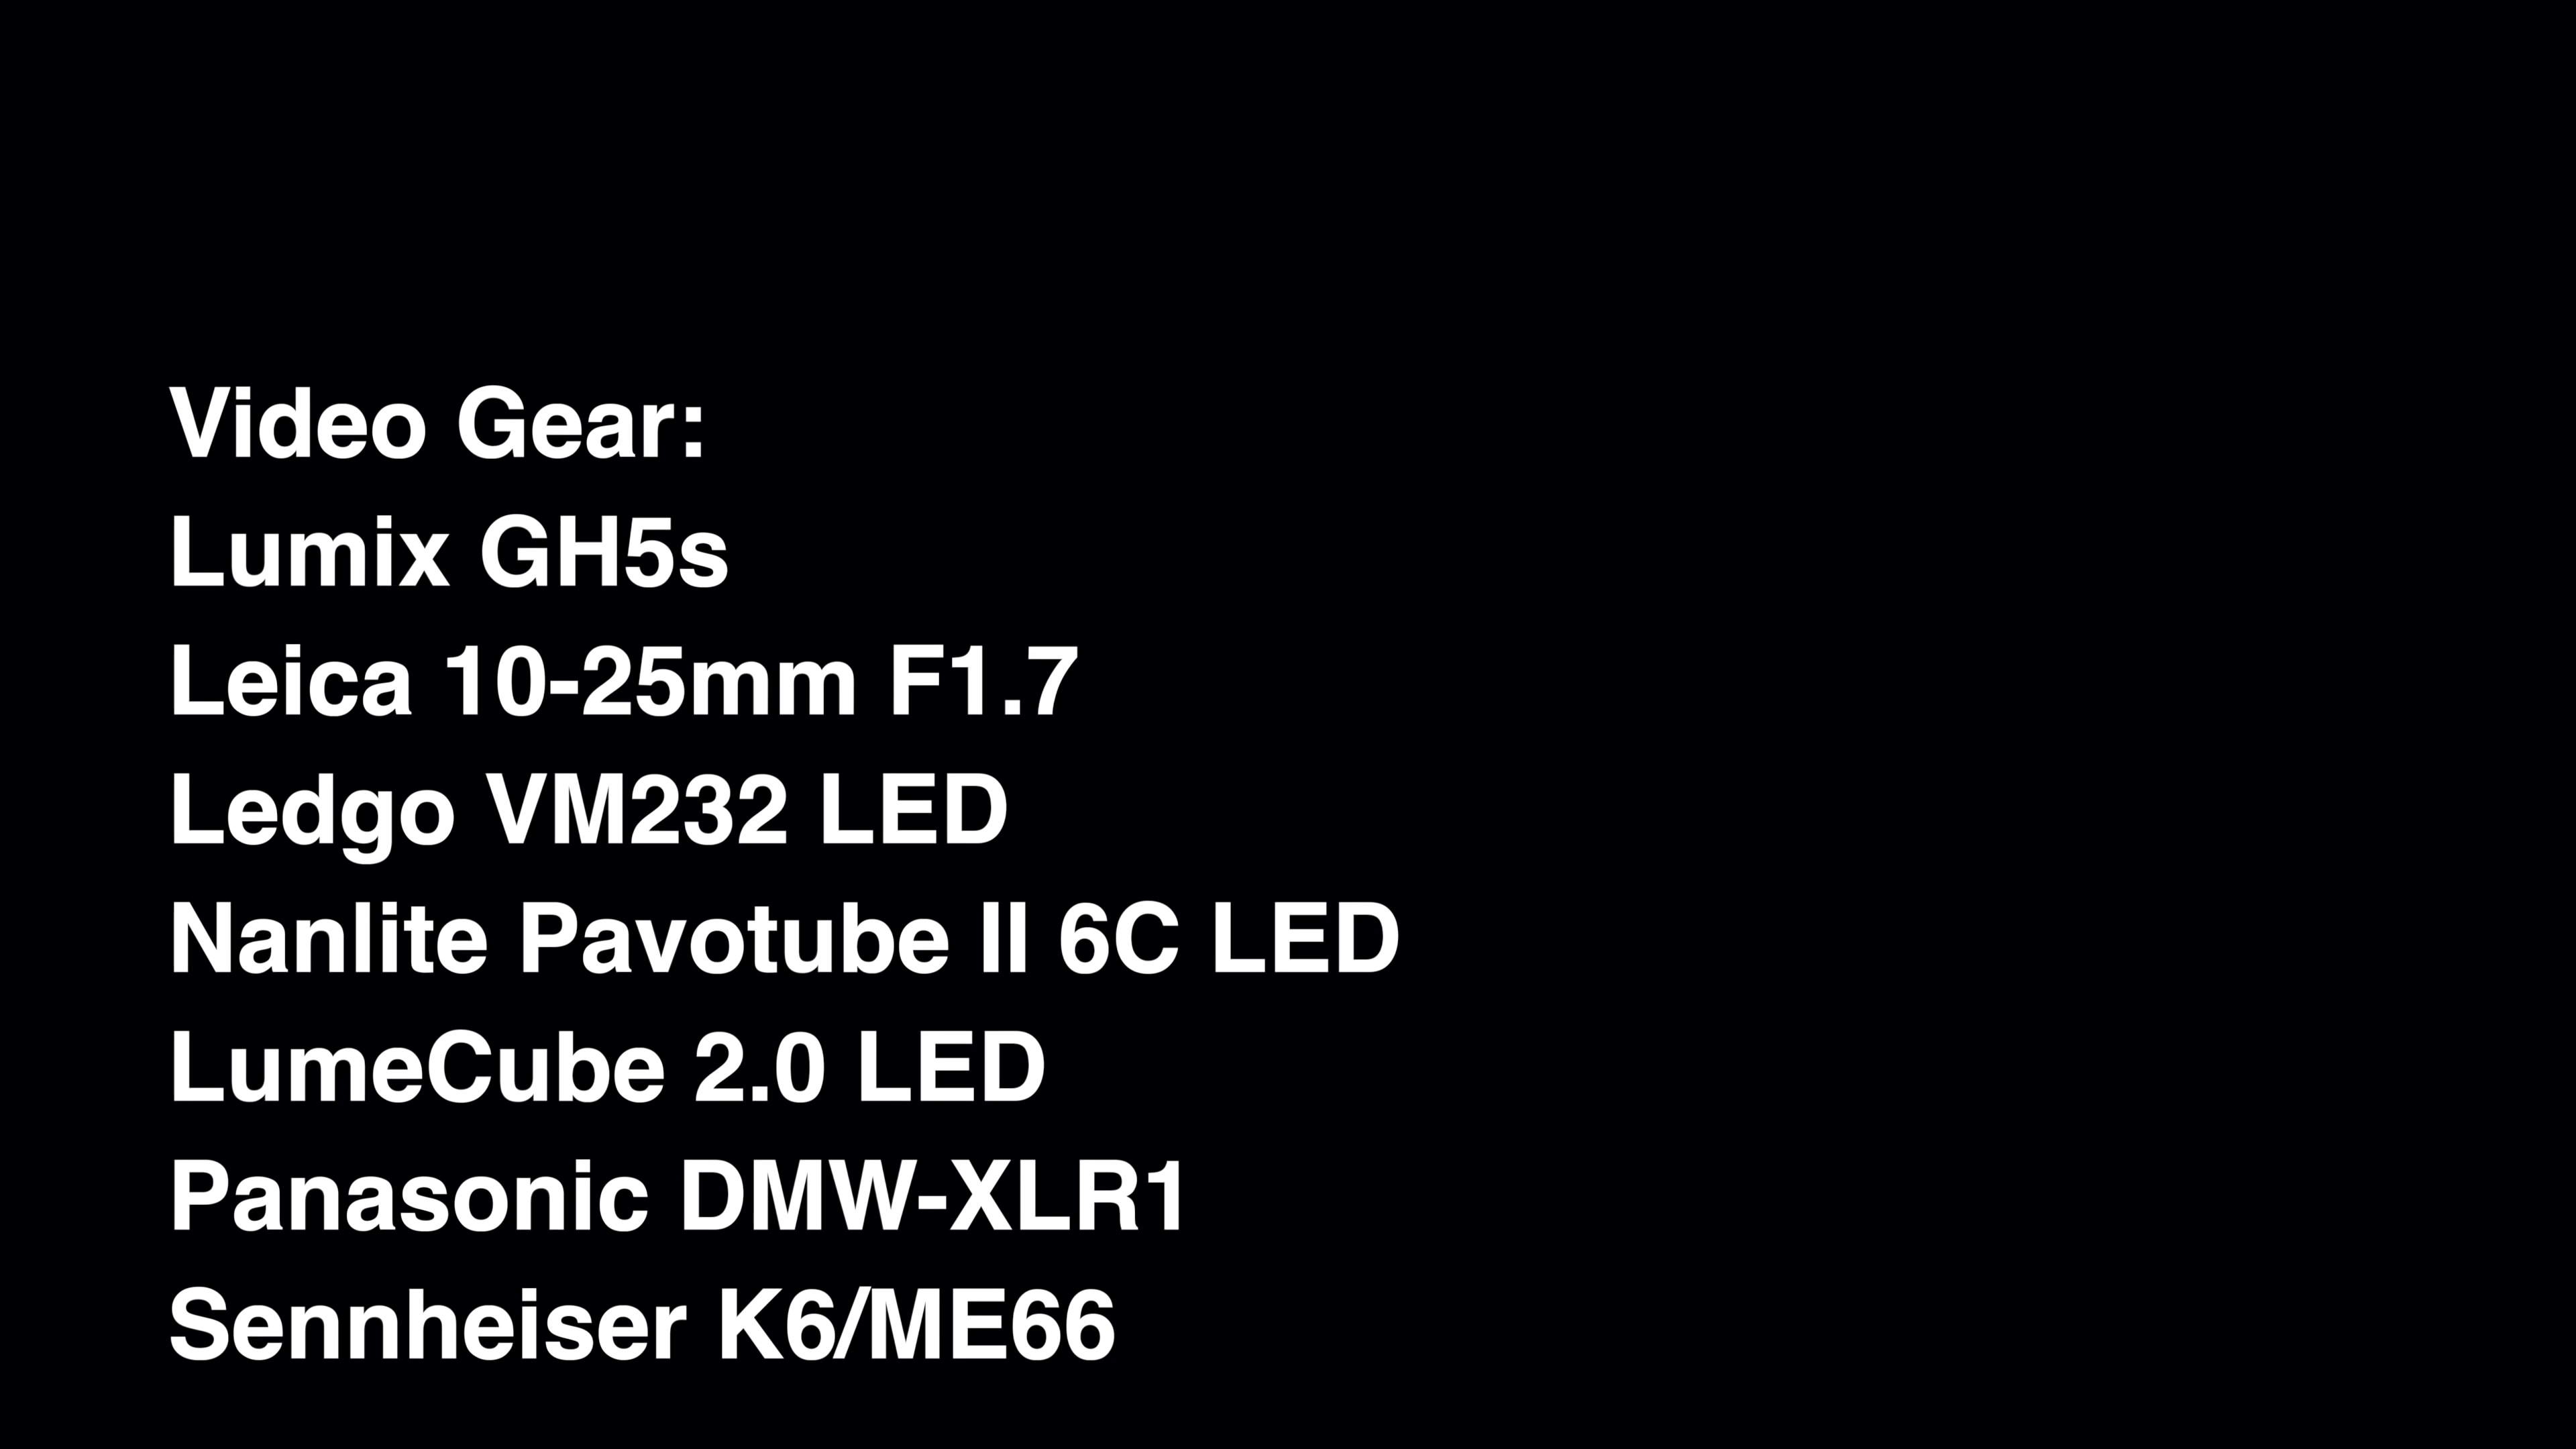 Video Gear:
Lumix GH5s
Leica 10-25mm F1.7
Ledgo VM232 LED
Nanlite Pavotube II 6C LED
LumeCube 2.0 LED
Panasonic DMW-XLR1
Sennheiser K6/ME66